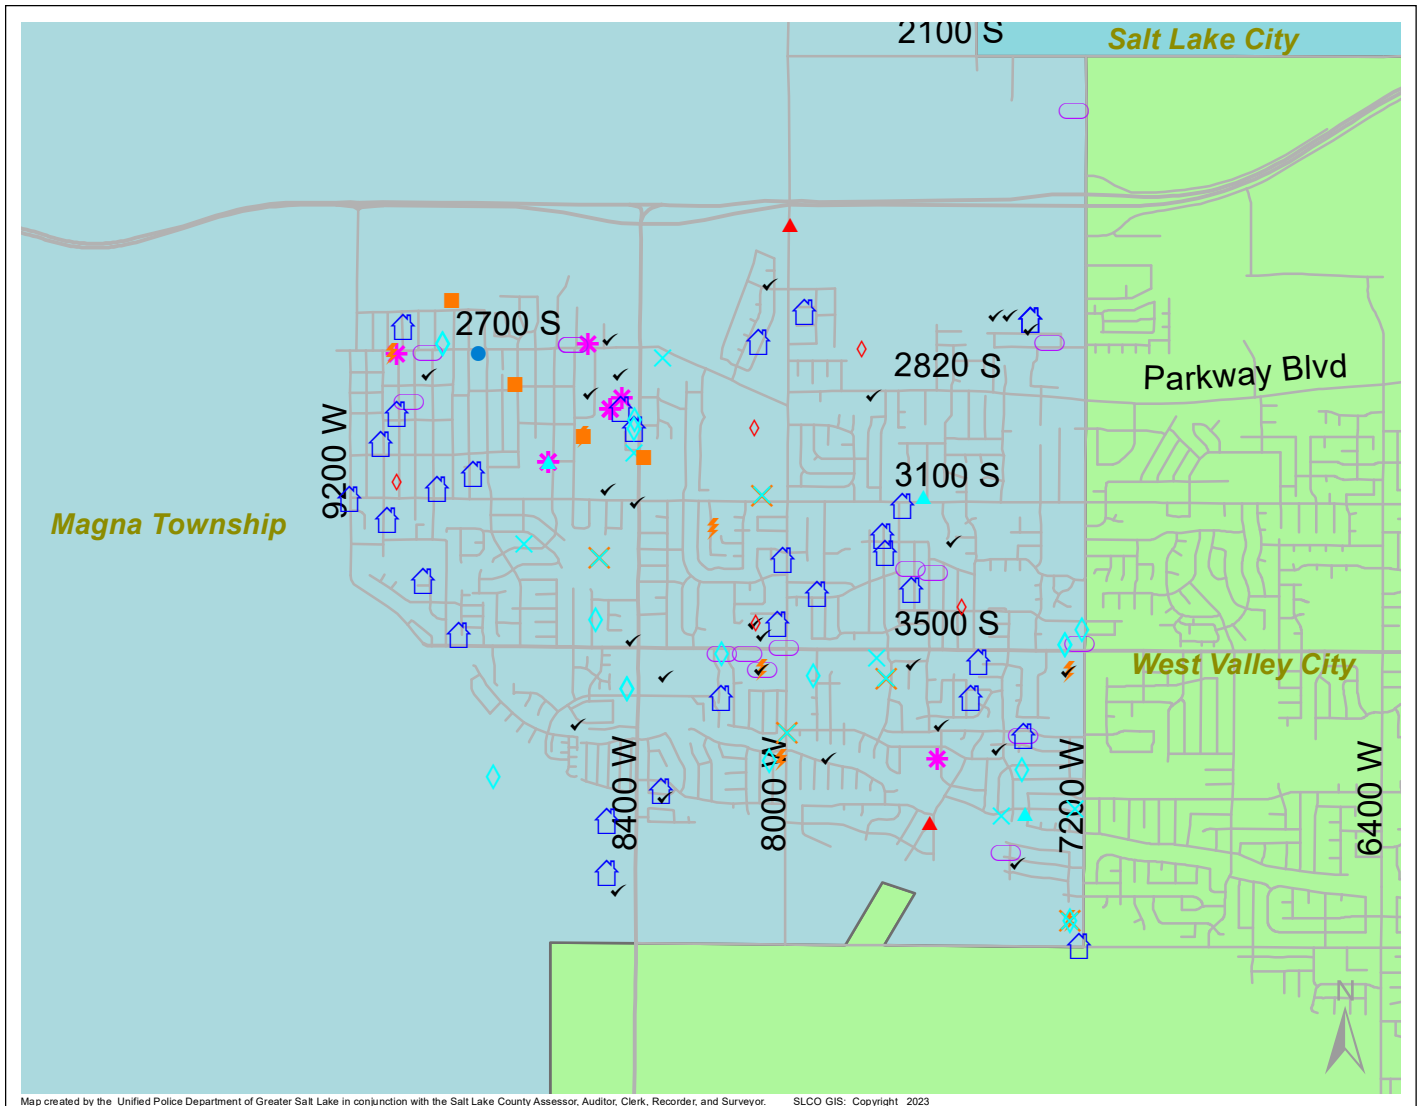 2100 S
Salt Lake City
2700 S
2820 S
Parkway Blvd
9200 W
3100 S
Magna Township
3500 S
West Valley City
8400 W
8000 W
7200 W
6400 W
N
Map created by the Unified Police Department of Greater Salt Lake in conjunction with the Salt Lake County Assessor, Auditor, Clerk, Recorder, and Surveyor. SLCO GIS: Copyright 2023